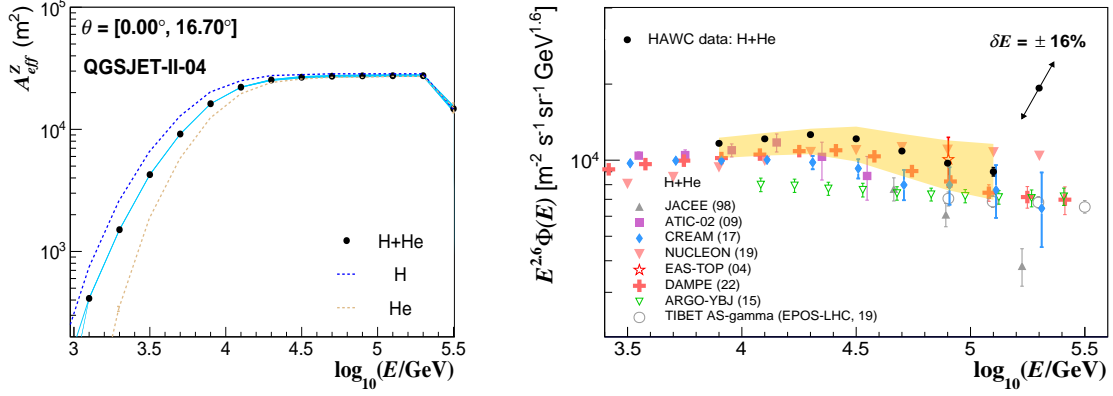 10⁵
θ = [0.00°, 16.70°]
QGSJET-II-04
A_eff^Z (m²)
10⁴
10³
H+He
H
He
3 3.5 4 4.5 5 5.5
log₁₀(E/GeV)
HAWC data: H+He
δE = ± 16%
E^2.6 Φ(E) [m⁻² s⁻¹ sr⁻¹ GeV^1.6]
10⁴
H+He
JACEE (98)
ATIC-02 (09)
CREAM (17)
NUCLEON (19)
EAS-TOP (04)
DAMPE (22)
ARGO-YBJ (15)
TIBET AS-gamma (EPOS-LHC, 19)
3.5 4 4.5 5 5.5
log₁₀(E/GeV)